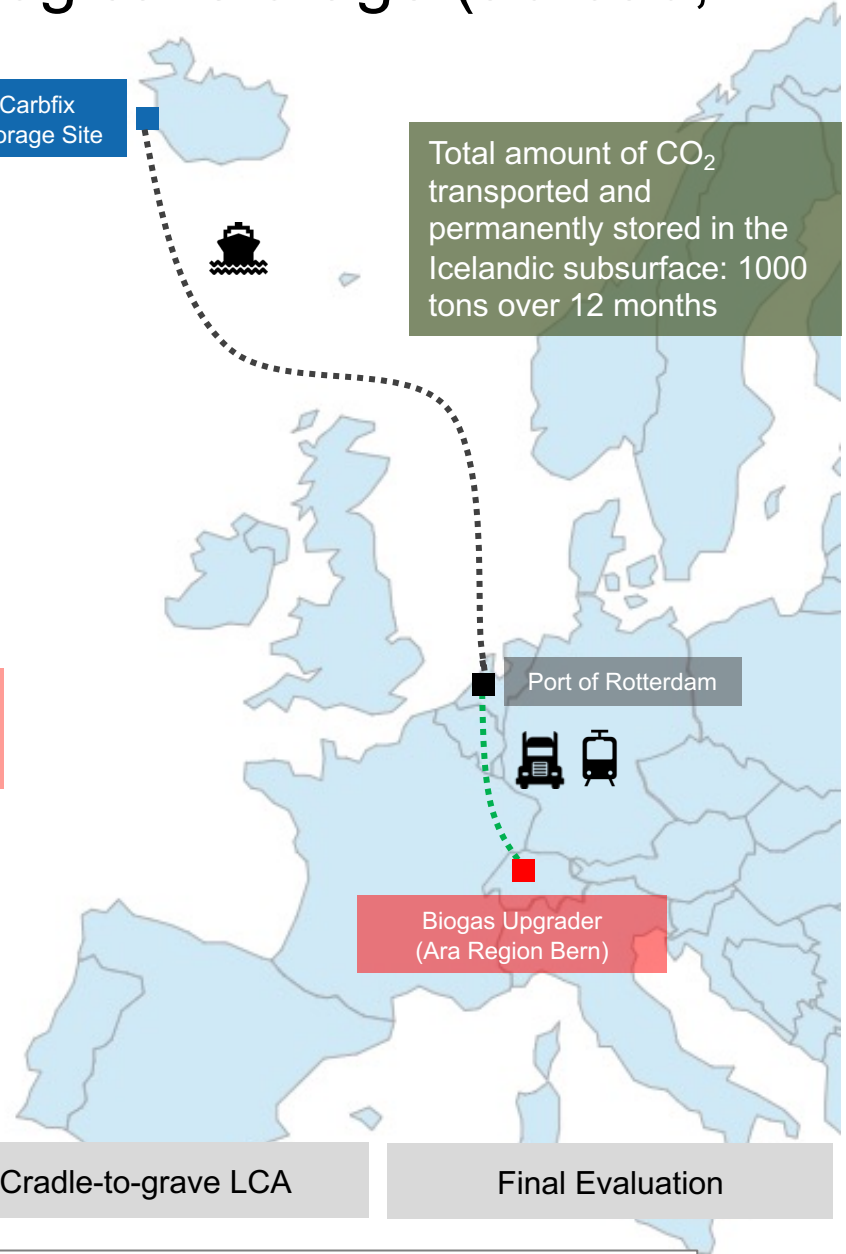 Carbfix
orage Site
Total amount of CO₂
transported and
permanently stored in the
Icelandic subsurface: 1000
tons over 12 months
Port of Rotterdam
Biogas Upgrader
(Ara Region Bern)
Cradle-to-grave LCA
Final Evaluation